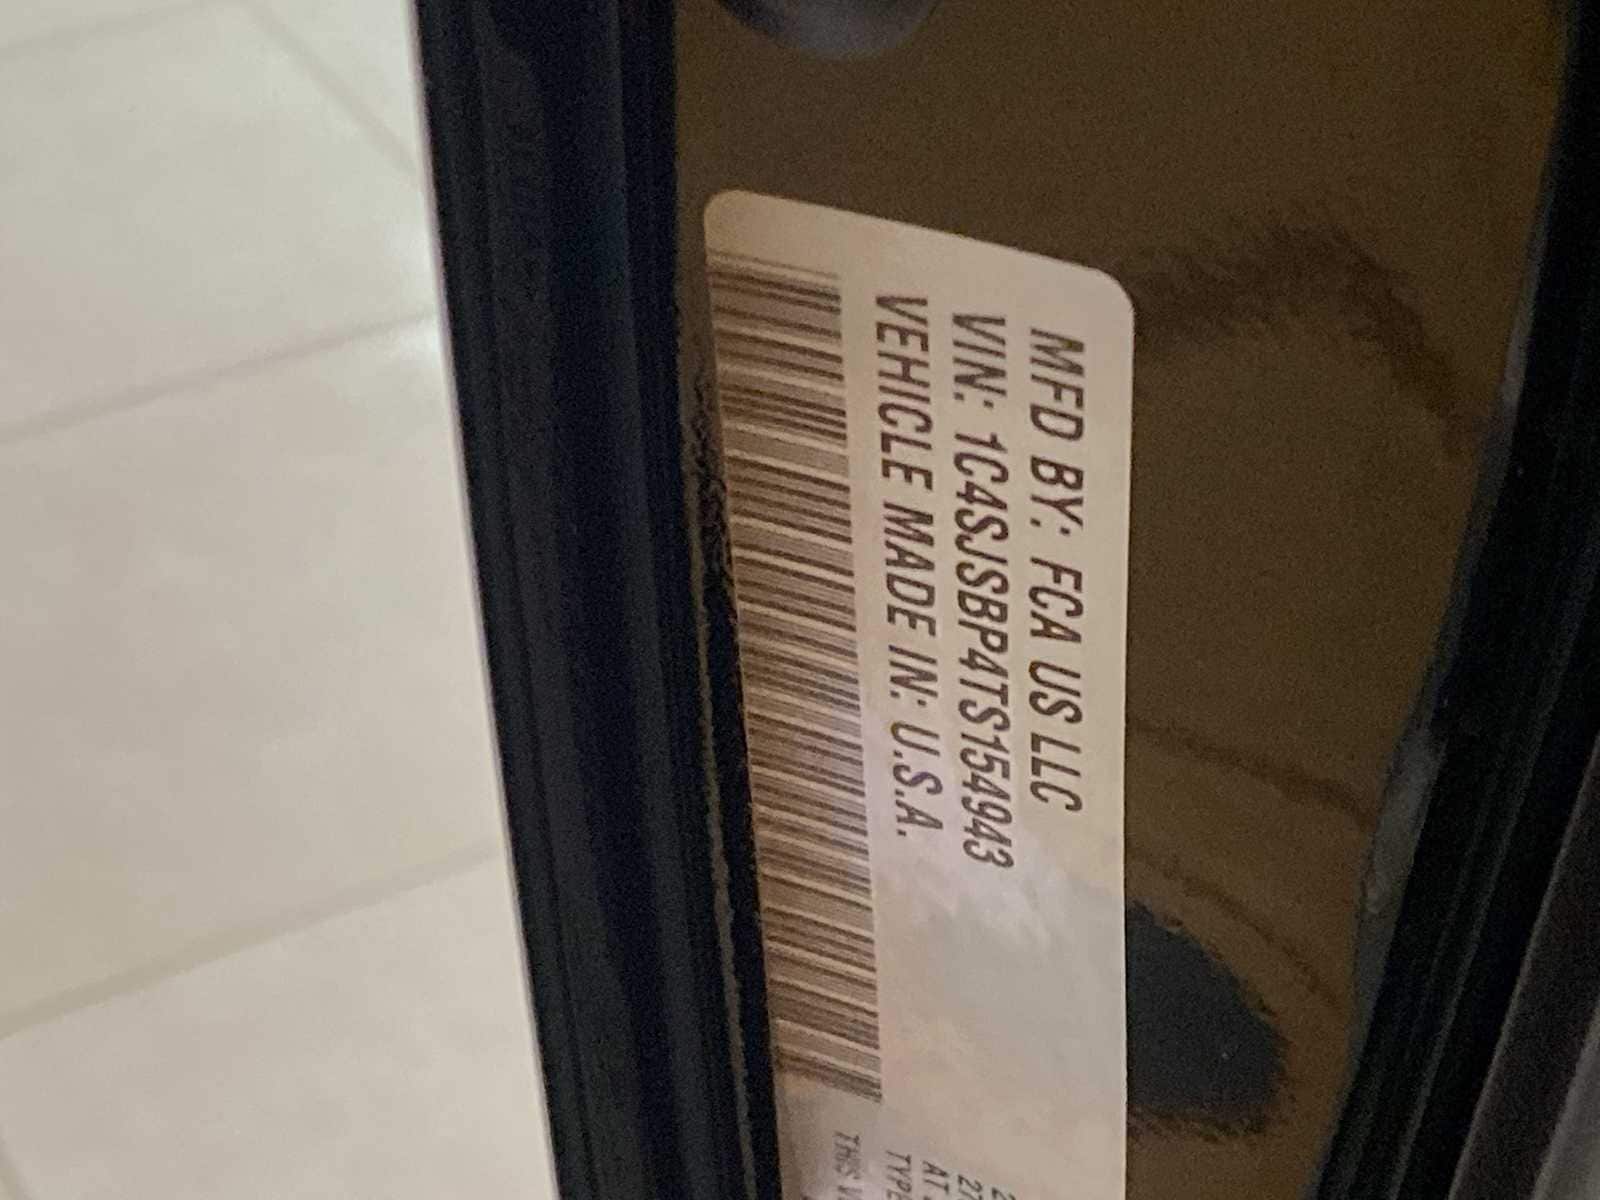 MFD BY: FCA US LLC
VIN: 1C4SJSBP4TS154943
VEHICLE MADE IN: U.S.A.